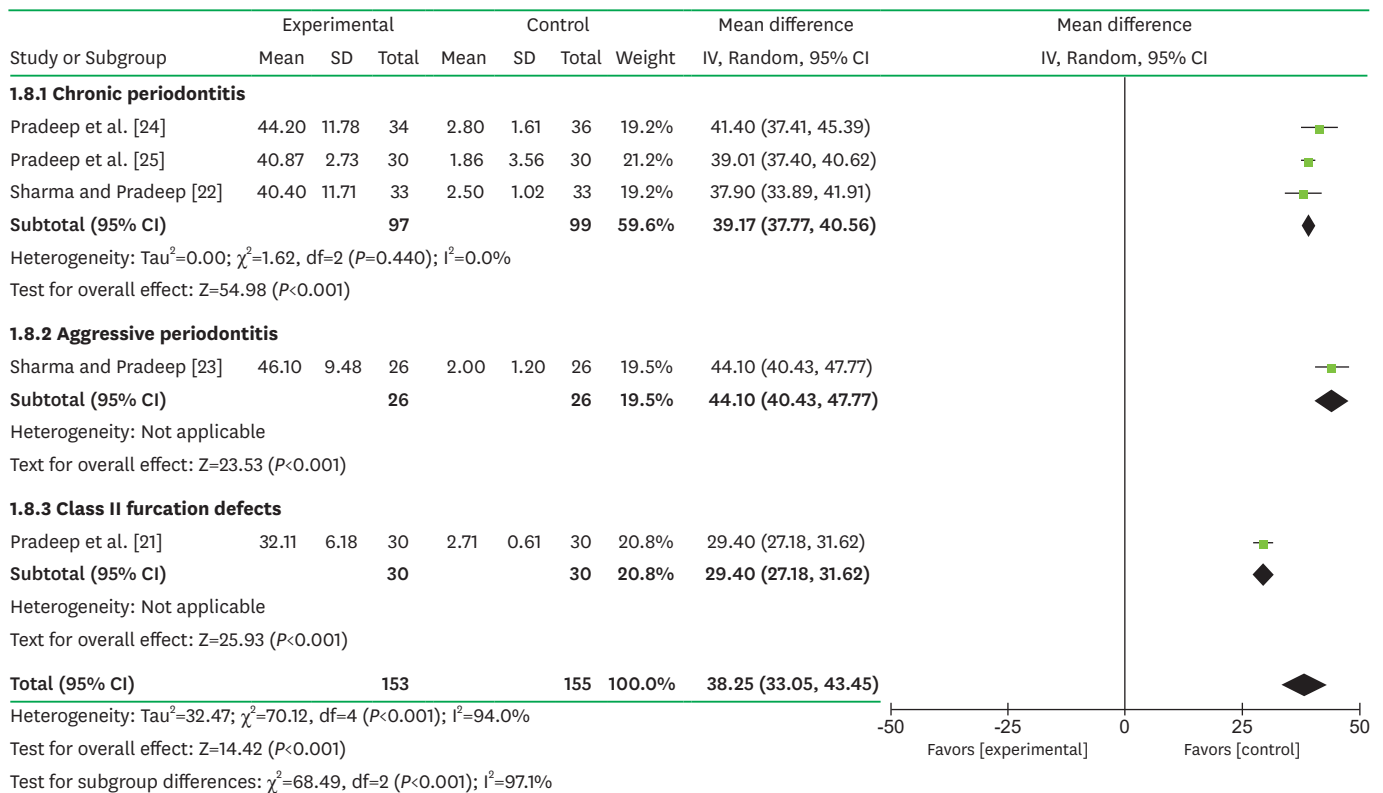 Experimental Control Mean difference Mean difference
Study or Subgroup Mean SD Total Mean SD Total Weight IV, Random, 95% CI IV, Random, 95% CI
1.8.1 Chronic periodontitis
Pradeep et al. [24] 44.20 11.78 34 2.80 1.61 36 19.2% 41.40 (37.41, 45.39)
Pradeep et al. [25] 40.87 2.73 30 1.86 3.56 30 21.2% 39.01 (37.40, 40.62)
Sharma and Pradeep [22] 40.40 11.71 33 2.50 1.02 33 19.2% 37.90 (33.89, 41.91)
Subtotal (95% CI) 97 99 59.6% 39.17 (37.77, 40.56)
Heterogeneity: Tau²=0.00; χ²=1.62, df=2 (P=0.440); I²=0.0%
Test for overall effect: Z=54.98 (P<0.001)
1.8.2 Aggressive periodontitis
Sharma and Pradeep [23] 46.10 9.48 26 2.00 1.20 26 19.5% 44.10 (40.43, 47.77)
Subtotal (95% CI) 26 26 19.5% 44.10 (40.43, 47.77)
Heterogeneity: Not applicable
Text for overall effect: Z=23.53 (P<0.001)
1.8.3 Class II furcation defects
Pradeep et al. [21] 32.11 6.18 30 2.71 0.61 30 20.8% 29.40 (27.18, 31.62)
Subtotal (95% CI) 30 30 20.8% 29.40 (27.18, 31.62)
Heterogeneity: Not applicable
Text for overall effect: Z=25.93 (P<0.001)
Total (95% CI) 153 155 100.0% 38.25 (33.05, 43.45)
Heterogeneity: Tau²=32.47; χ²=70.12, df=4 (P<0.001); I²=94.0%
-50 -25 0 25 50
Test for overall effect: Z=14.42 (P<0.001)
Favors [experimental] Favors [control]
Test for subgroup differences: χ²=68.49, df=2 (P<0.001); I²=97.1%